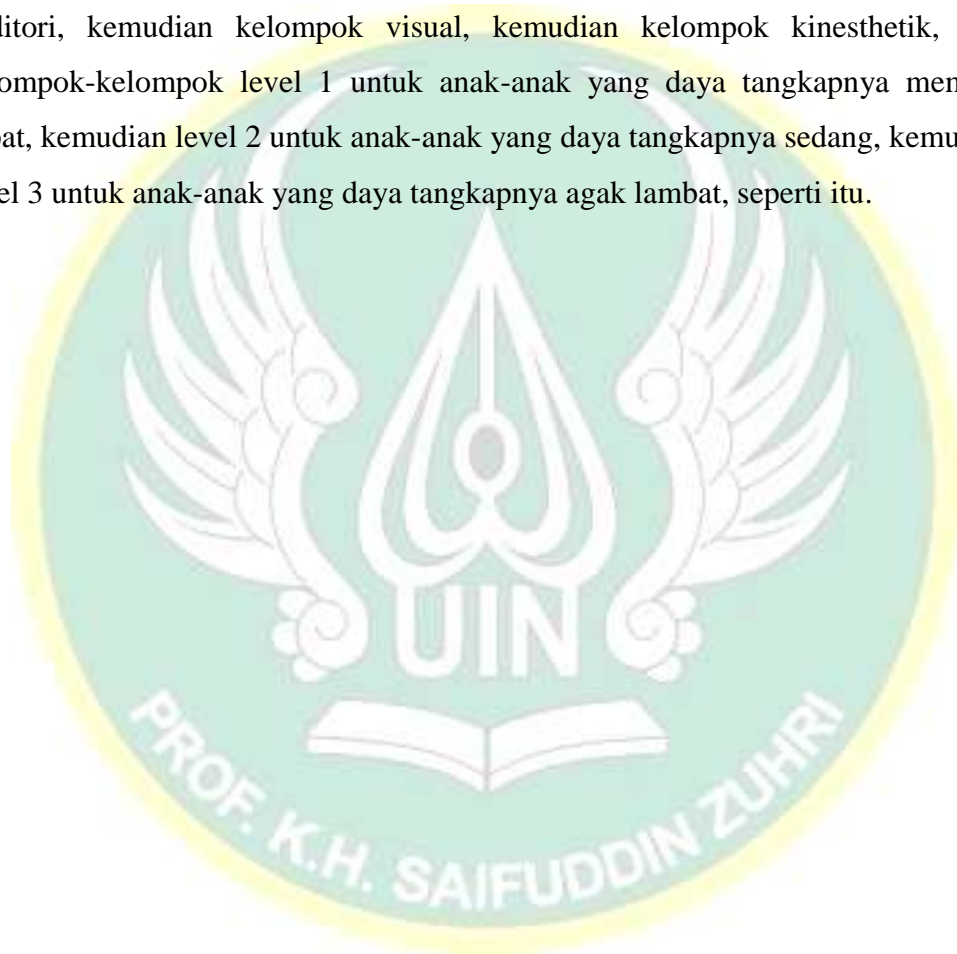 ditori, kemudian kelompok visual, kemudian kelompok kinesthetik,
ompok-kelompok level 1 untuk anak-anak yang daya tangkapnya men
pat, kemudian level 2 untuk anak-anak yang daya tangkapnya sedang, kemu
el 3 untuk anak-anak yang daya tangkapnya agak lambat, seperti itu.
UIN
PROF. K.H. SAIFUDDIN ZUHRI